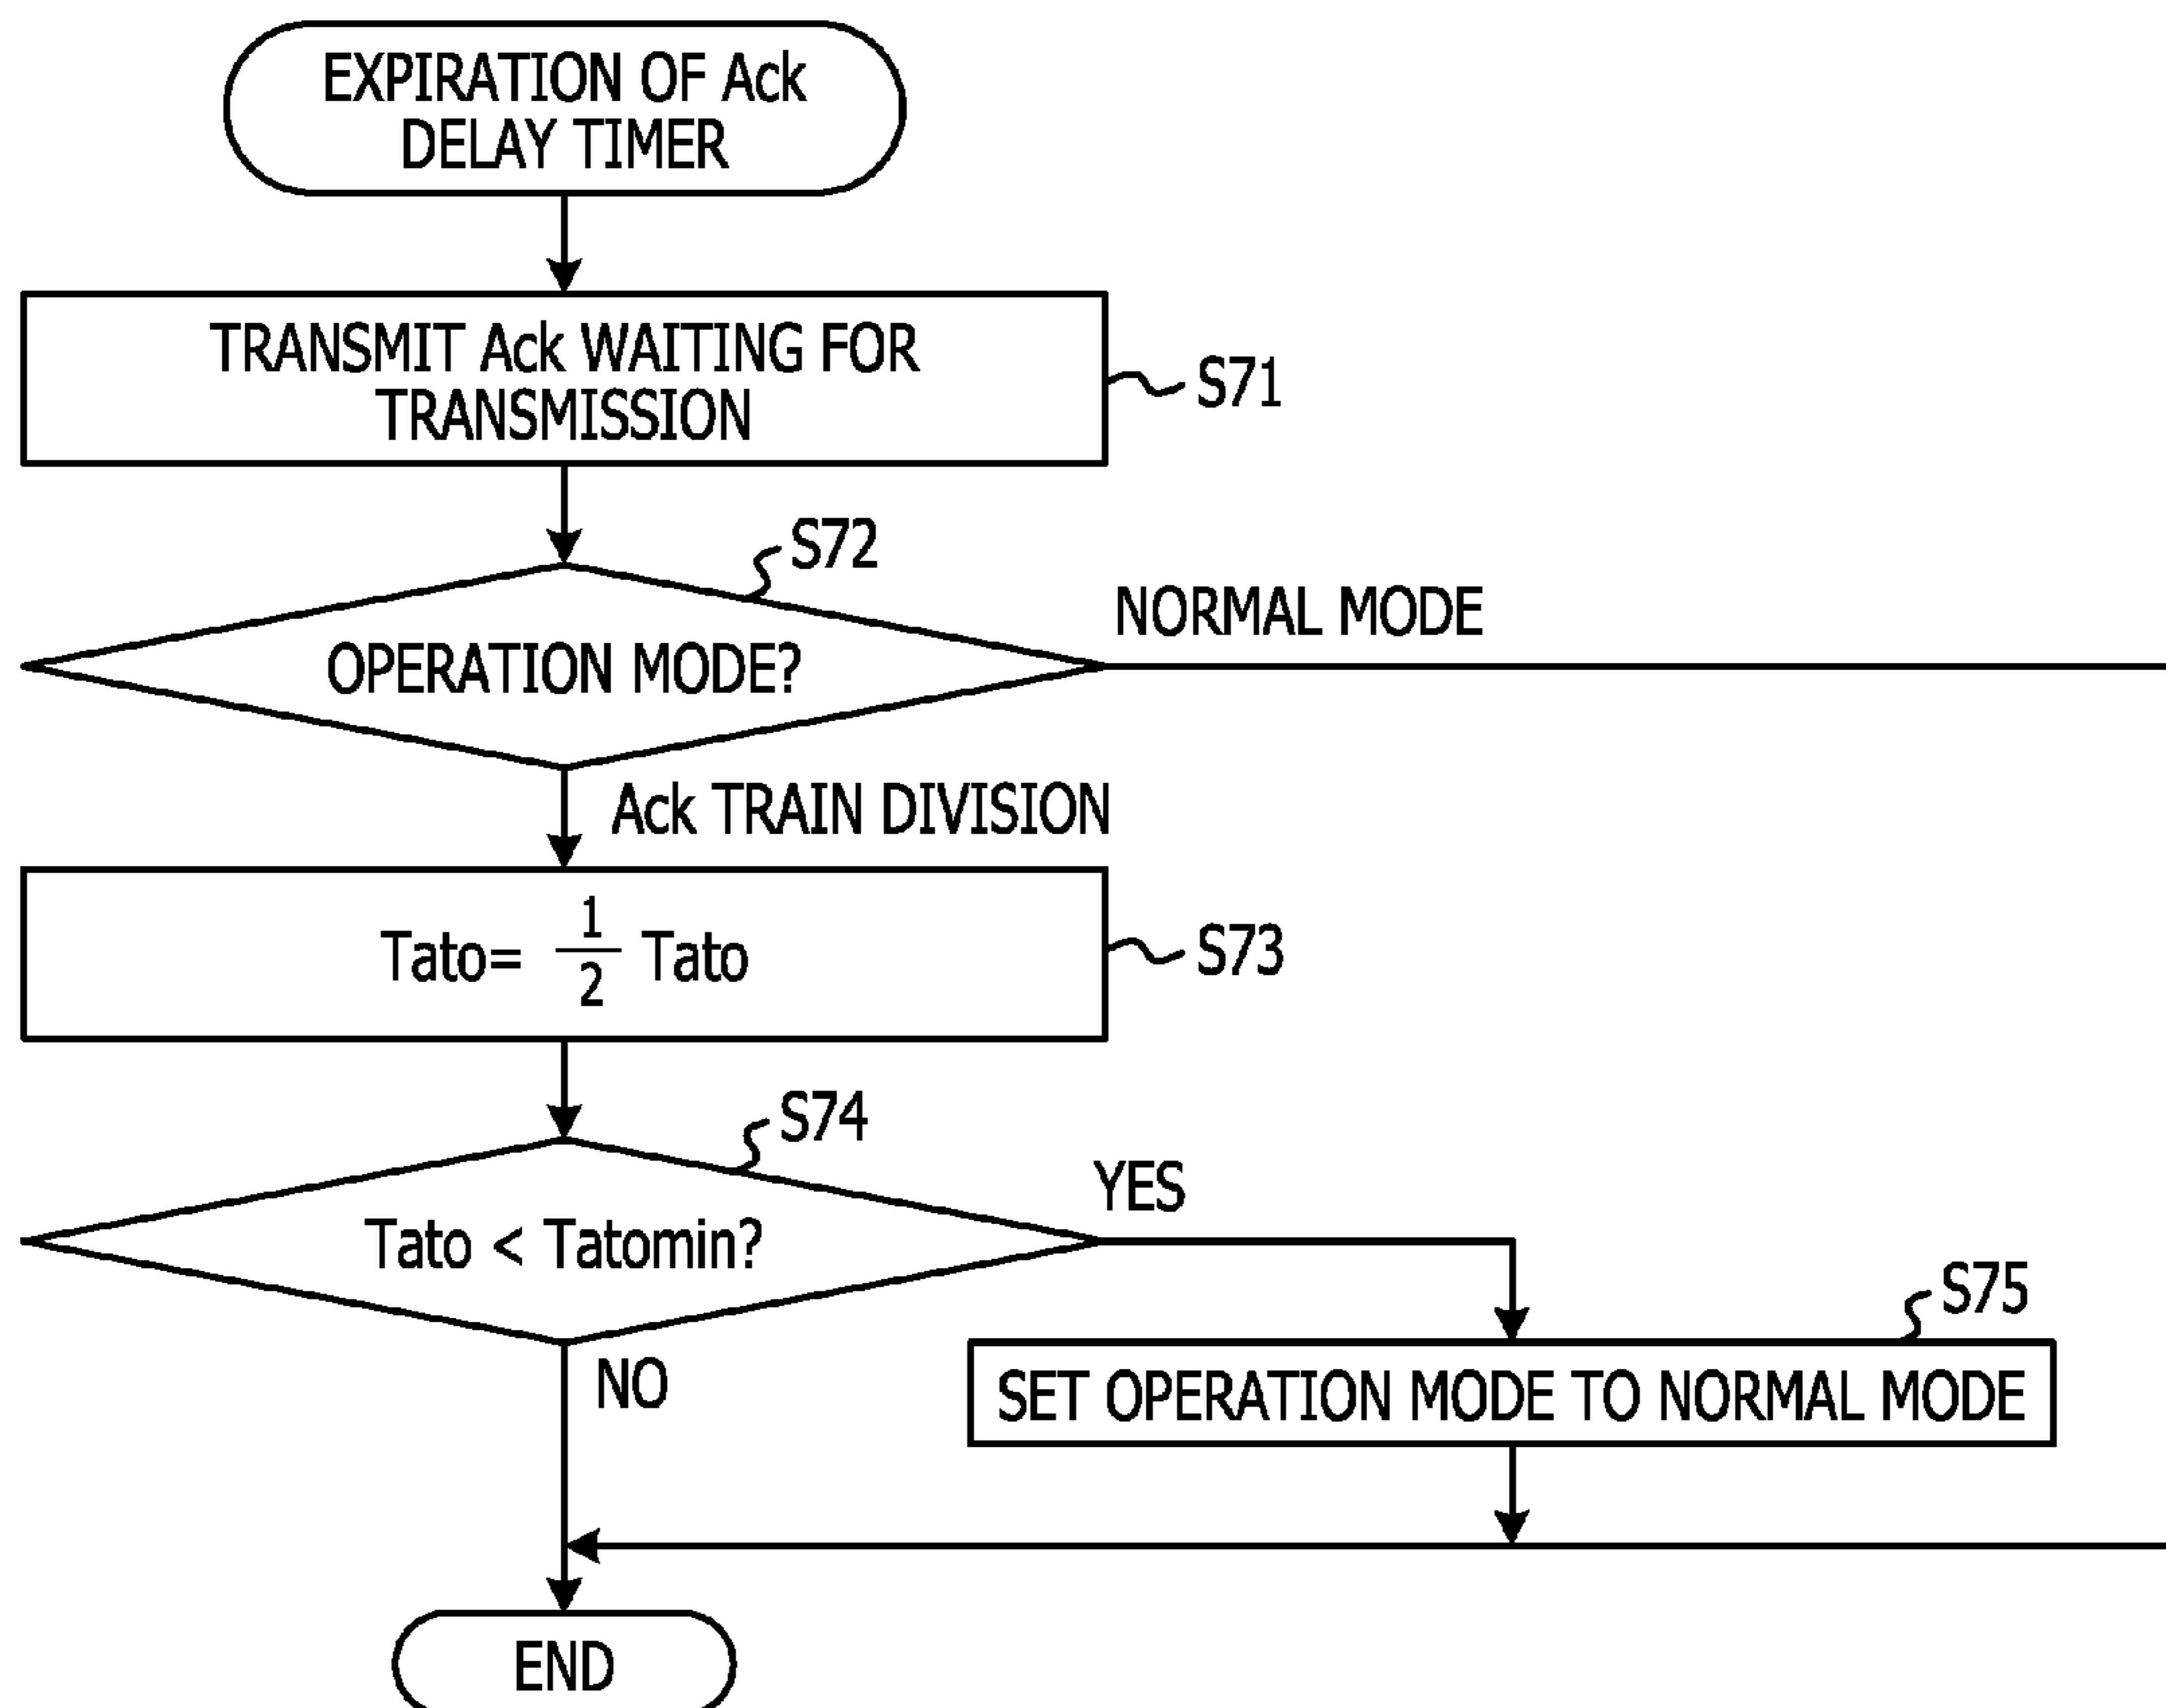 EXPIRATION OF Ack
DELAY TIMER
TRANSMIT Ack WAITING FOR
TRANSMISSION
S71
S72
OPERATION MODE?
NORMAL MODE
Ack TRAIN DIVISION
Tato= 1/2 Tato
S73
S74
Tato < Tatomin?
YES
S75
NO
SET OPERATION MODE TO NORMAL MODE
END